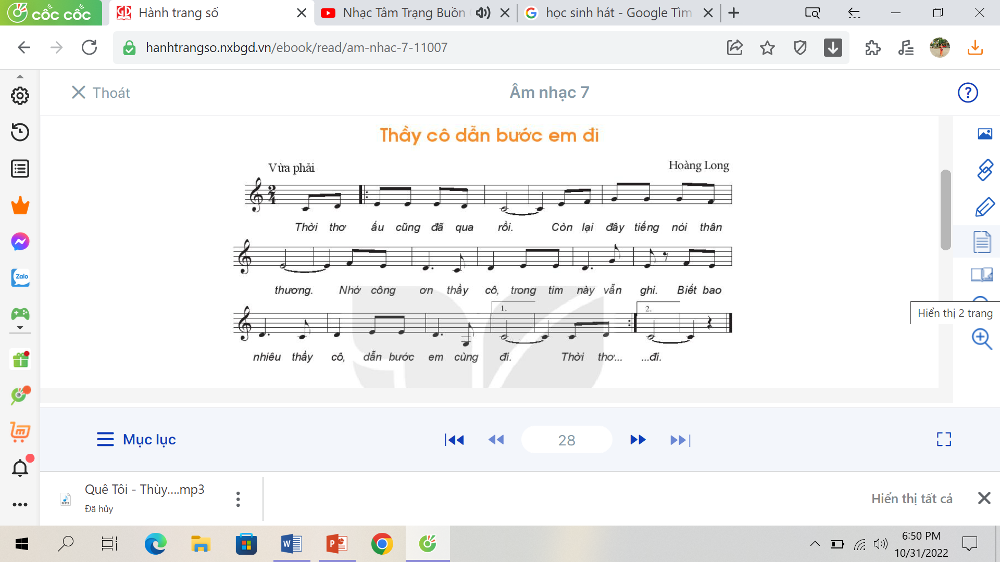 cốc cốc
Hành trang số
Nhạc Tâm Trạng Buồn
học sinh hát - Google Tìm
hanhtrangso.nxbgd.vn/ebook/read/am-nhac-7-11007
Thoát
Âm nhạc 7
?
Thầy cô dẫn bước em đi
Vừa phải
Hoàng Long
2
4
Thời thơ ấu cũng đã qua rồi. Còn lại đây tiếng nói thân
thương. Nhớ công ơn thầy cô, trong tim này vẫn ghi. Biết bao
1.
2.
nhiêu thầy cô, dẫn bước em cùng đi. Thời thơ... ...đi.
Zalo
Hiển thị 2 trang
Mục lục
28
Quê Tôi - Thùy....mp3
Đã hủy
MP3
Hiển thị tất cả
6:50 PM
10/31/2022